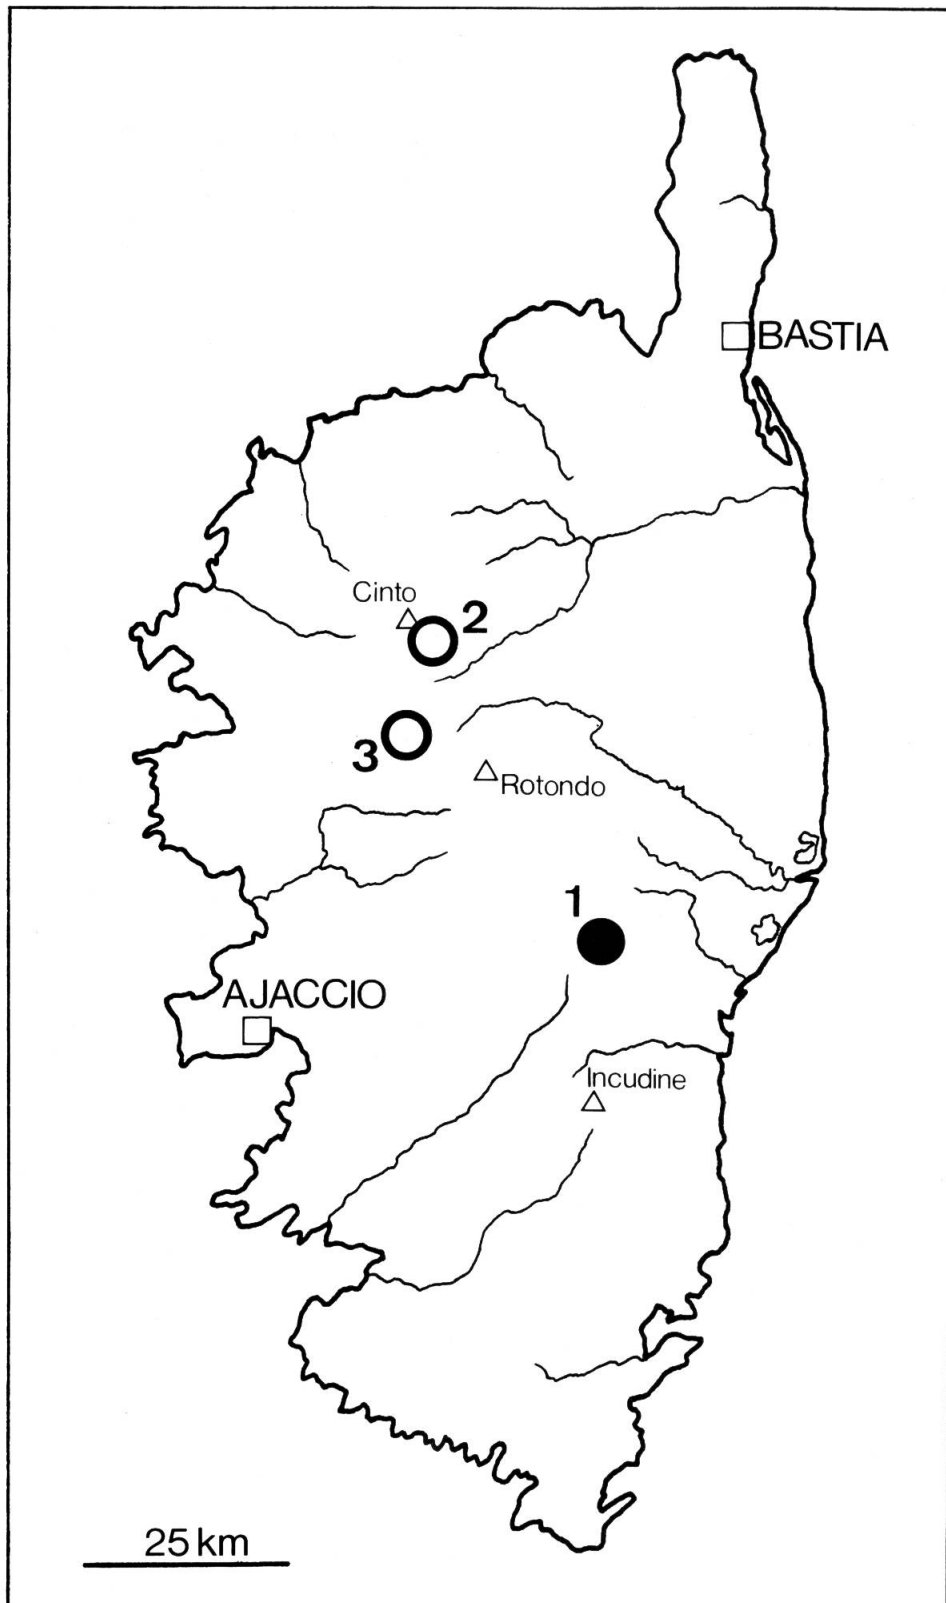 BASTIA
Cinto
2
3
Rotondo
1
AJACCIO
Incudine
25 km